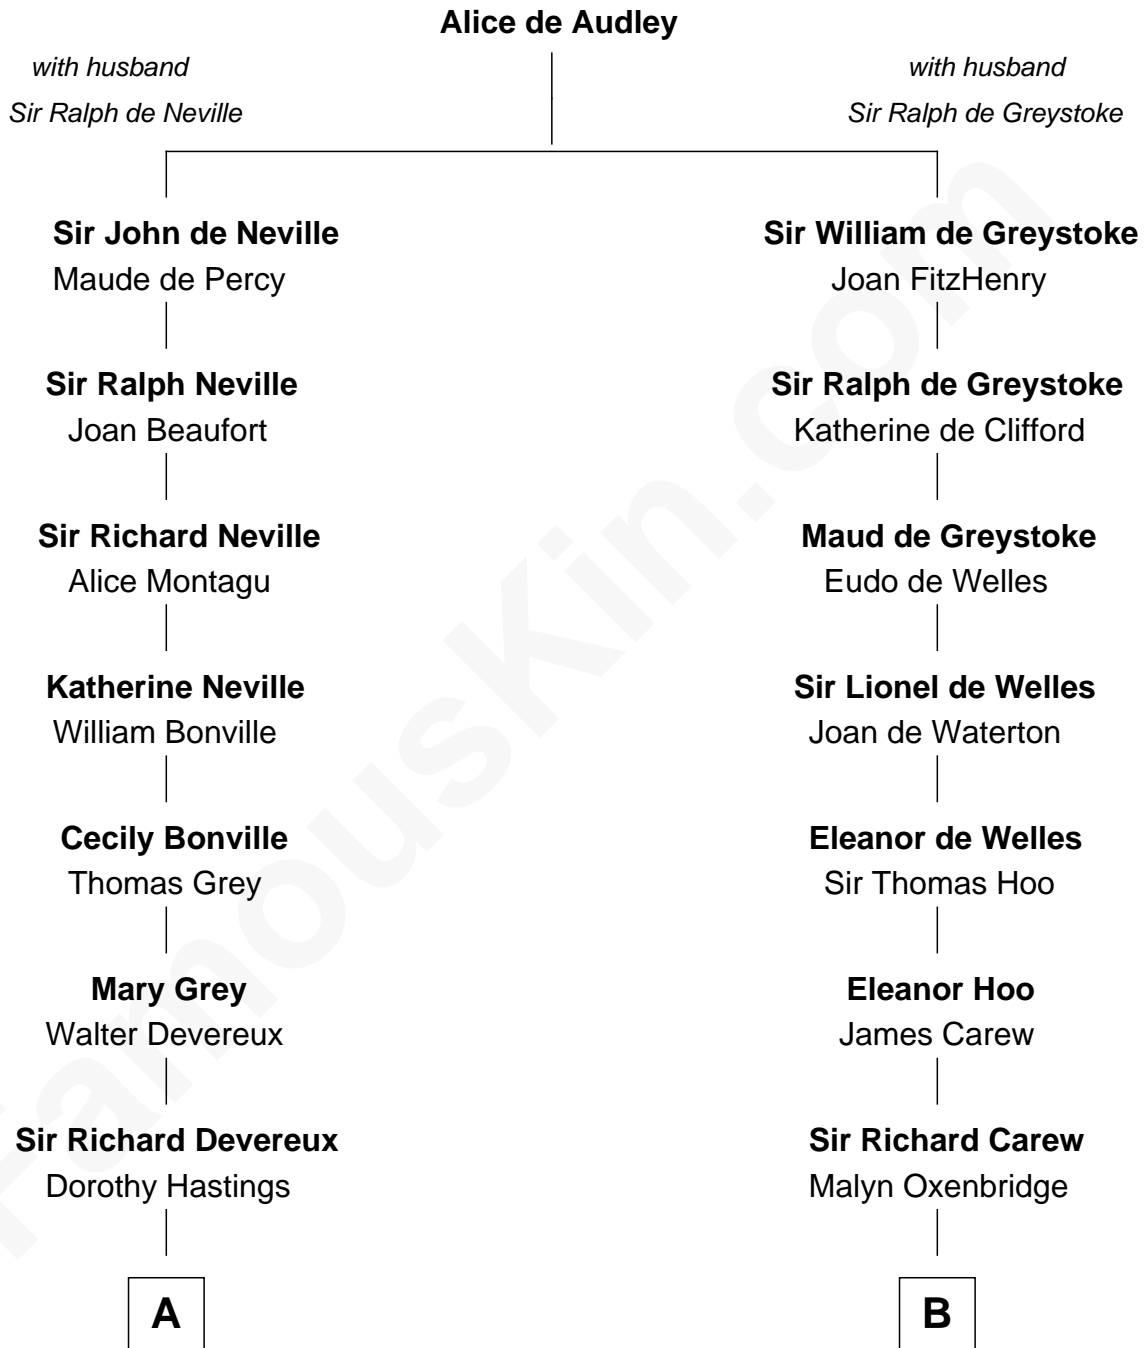 Alice de Audley
with husband
Sir Ralph de Neville
with husband
Sir Ralph de Greystoke
Sir John de Neville
Maude de Percy
Sir William de Greystoke
Joan FitzHenry
Sir Ralph Neville
Joan Beaufort
Sir Ralph de Greystoke
Katherine de Clifford
Sir Richard Neville
Alice Montagu
Maud de Greystoke
Eudo de Welles
Katherine Neville
William Bonville
Sir Lionel de Welles
Joan de Waterton
Cecily Bonville
Thomas Grey
Eleanor de Welles
Sir Thomas Hoo
Mary Grey
Walter Devereux
Eleanor Hoo
James Carew
Sir Richard Devereux
Dorothy Hastings
Sir Richard Carew
Malyn Oxenbridge
A
B
FamousKin.com